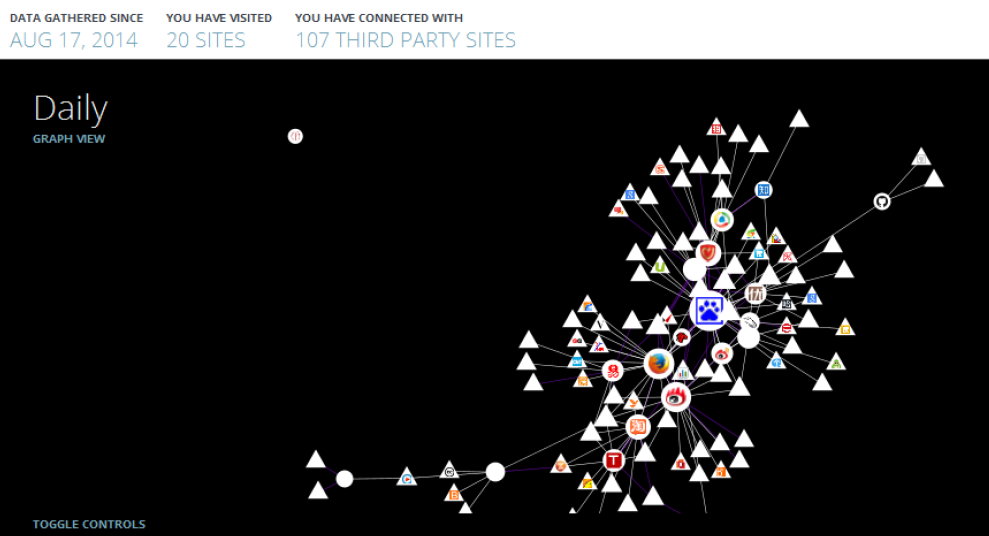 DATA GATHERED SINCE YOU HAVE VISITED YOU HAVE CONNECTED WITH
AUG 17, 2014 20 SITES 107 THIRD PARTY SITES
Daily
GRAPH VIEW
TOGGLE CONTROLS